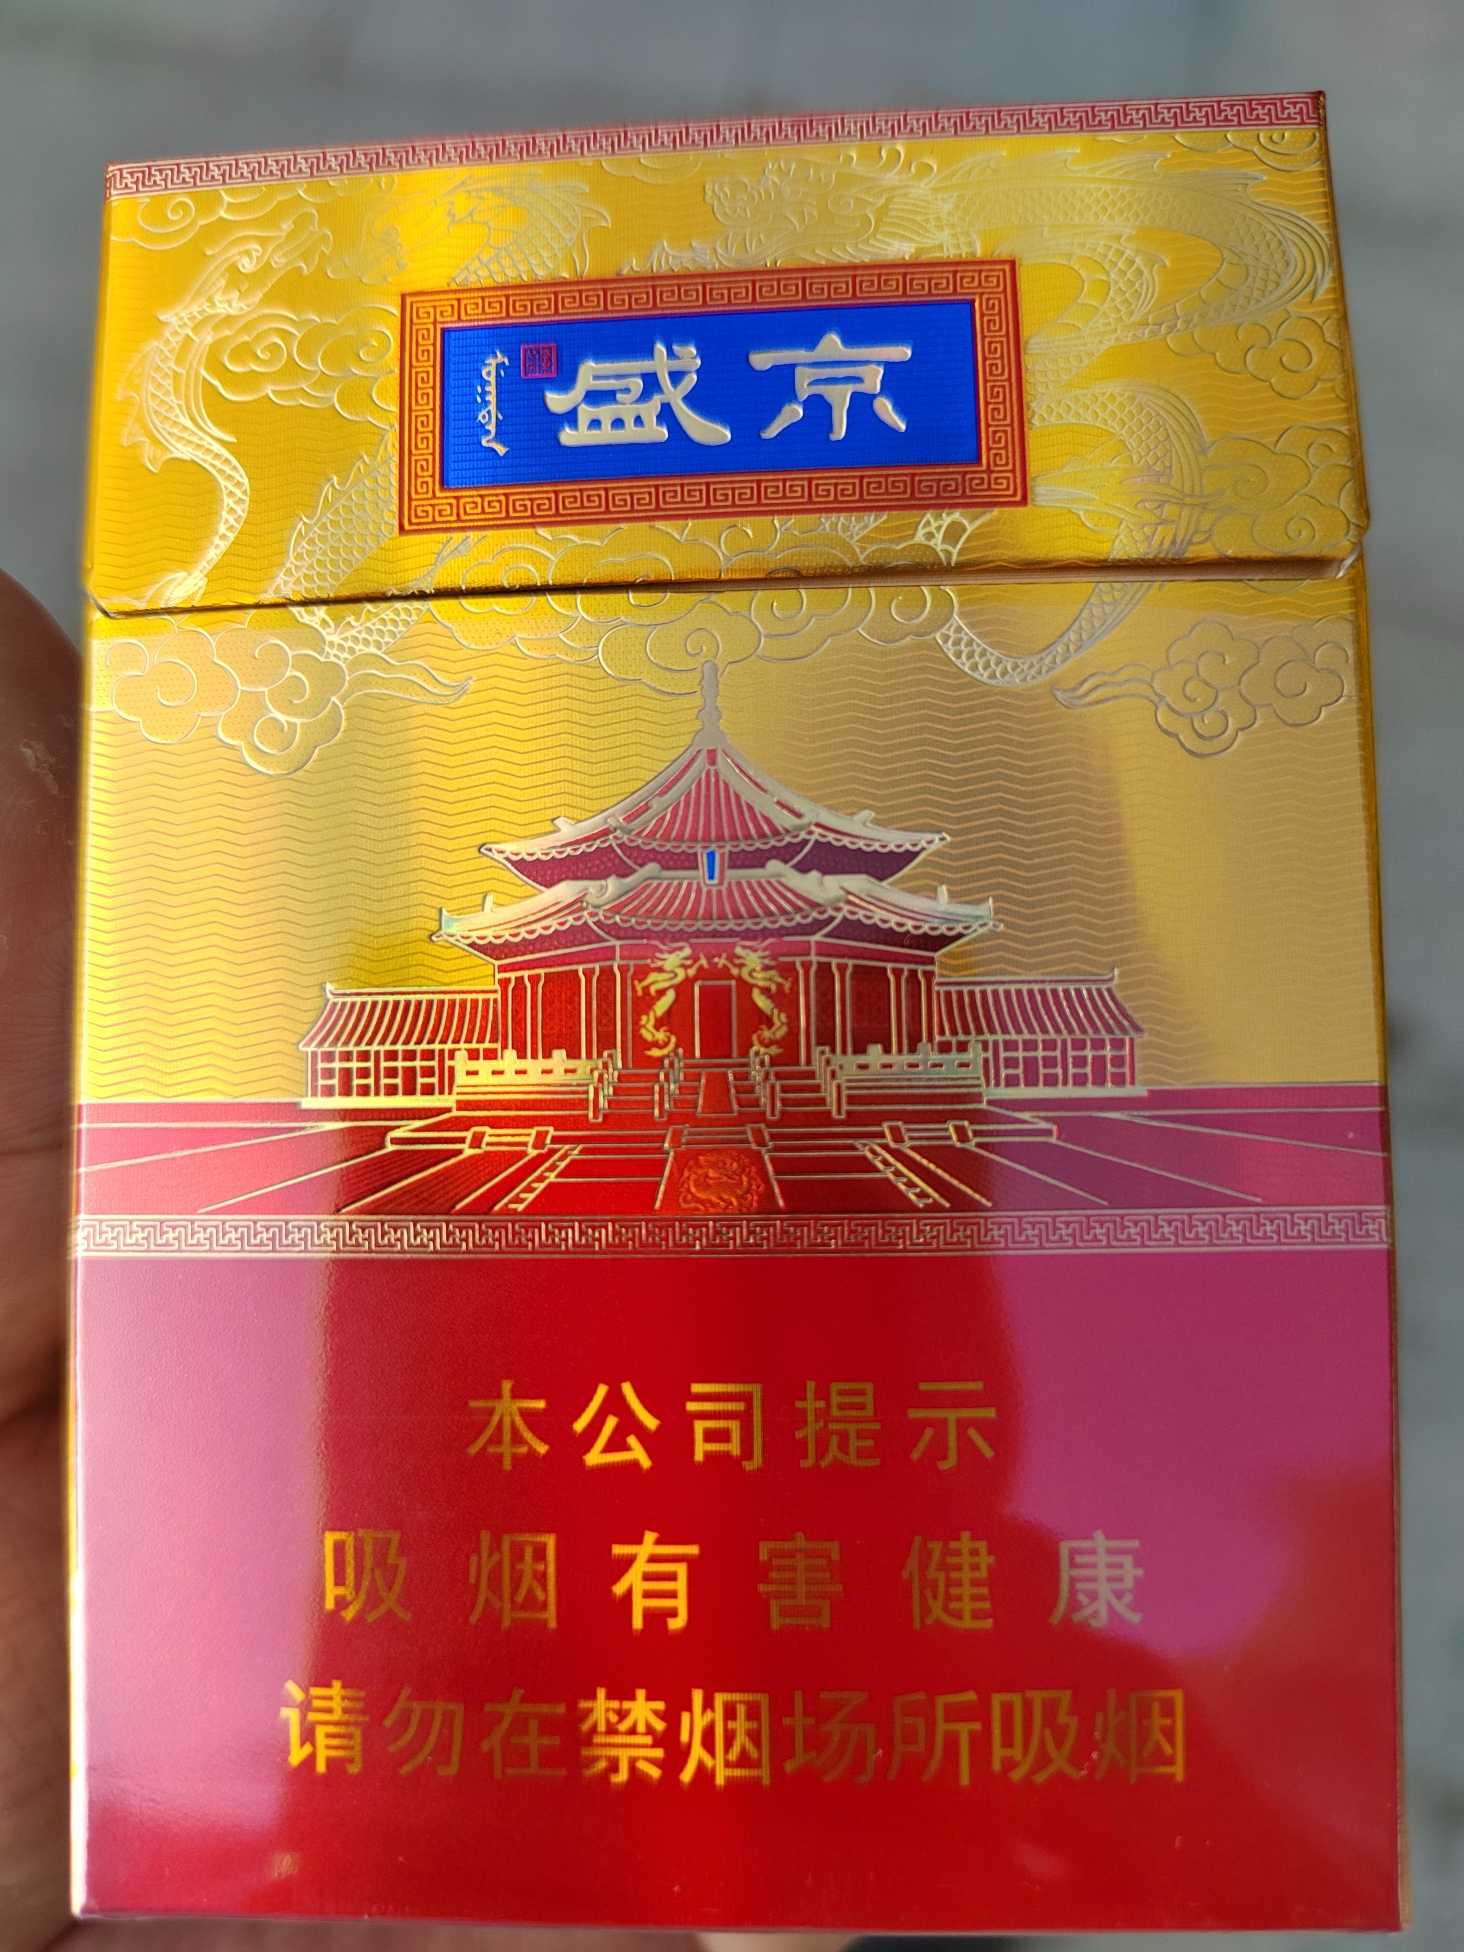 盛京
本公司提示
吸烟有害健康
请勿在禁烟场所吸烟